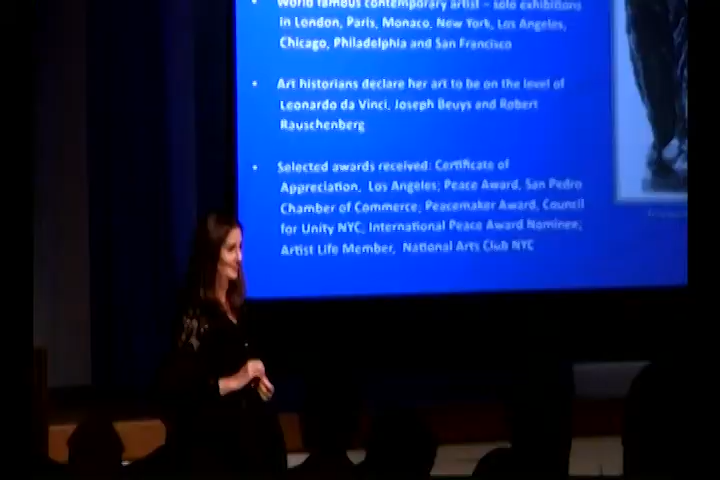 World famous contemporary artist – solo exhibitions
in London, Paris, Monaco, New York, Los Angeles,
Chicago, Philadelphia and San Francisco
• Art historians declare her art to be on the level of
Leonardo da Vinci, Joseph Beuys and Robert
Rauschenberg
• Selected awards received: Certificate of
Appreciation, Los Angeles; Peace Award, San Pedro
Chamber of Commerce, Peacemaker Award, Council
for Unity NYC, International Peace Award Nominee;
Artist Life Member, National Arts Club NYC